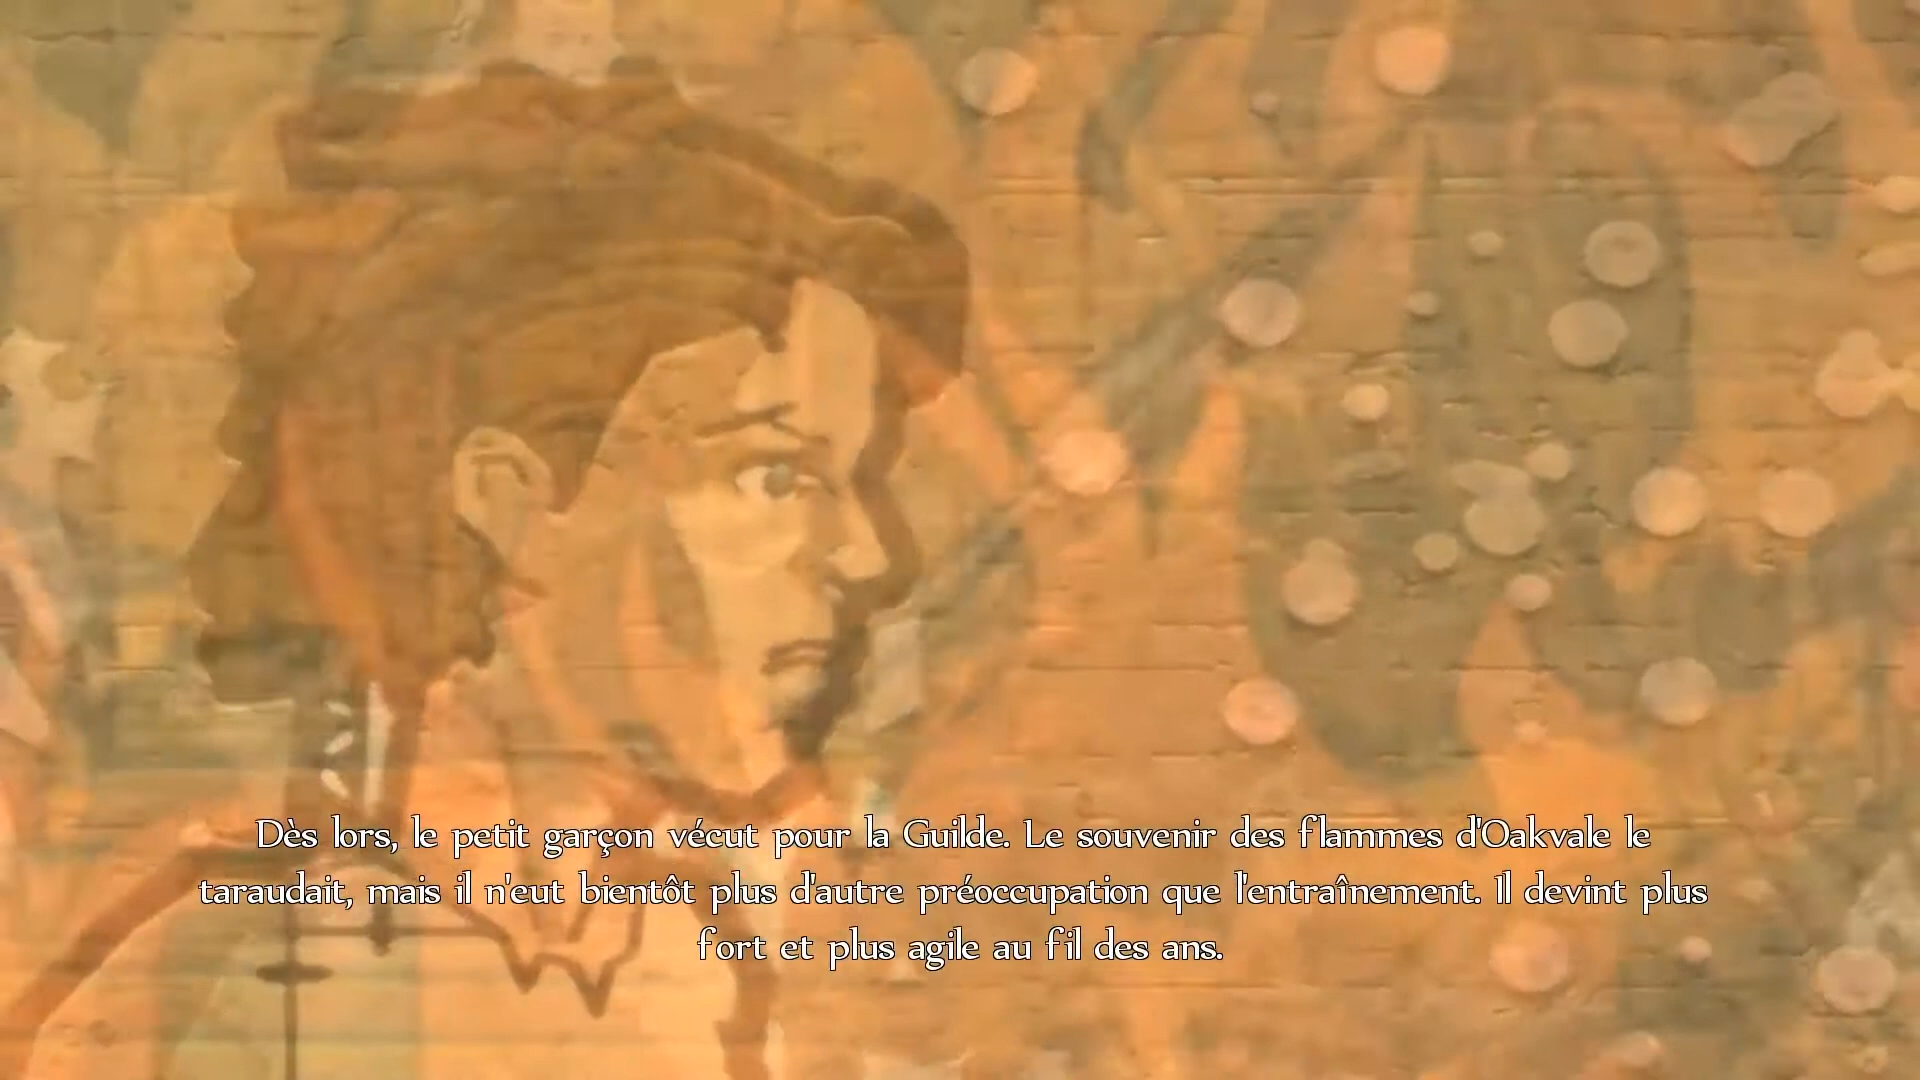 Dès lors, le petit garçon vécut pour la Guilde. Le souvenir des flammes d'Oakvale le
taraudait, mais il n'eut bientôt plus d'autre préoccupation que l'entraînement. Il devint plus
fort et plus agile au fil des ans.